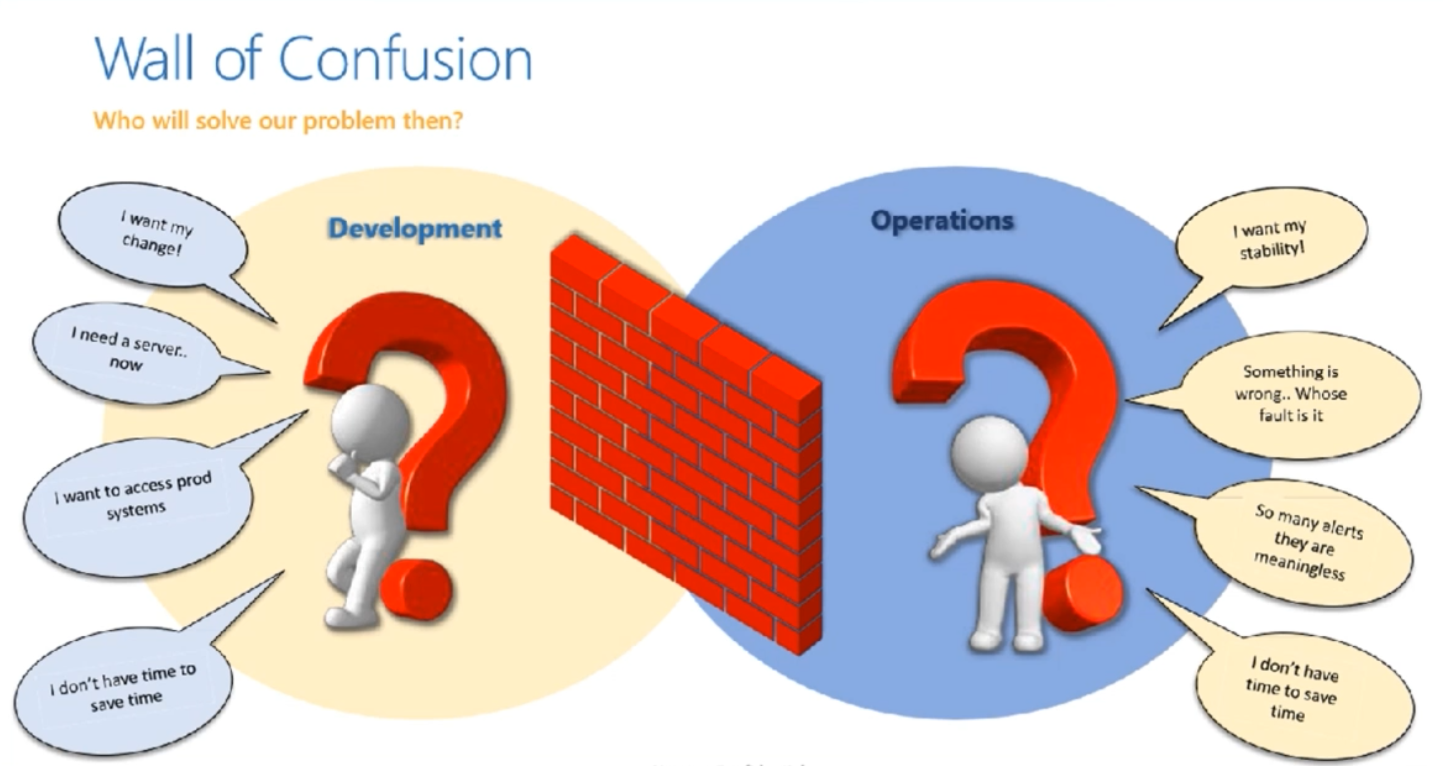 Wall of Confusion
Who will solve our problem then?
Development
I want my
change!
I need a server..
now
I want to access prod
systems
I don't have time to
save time
Operations
I want my
stability!
Something is
wrong.. Whose
fault is it
So many alerts
they are
meaningless
I don't have
time to save
time